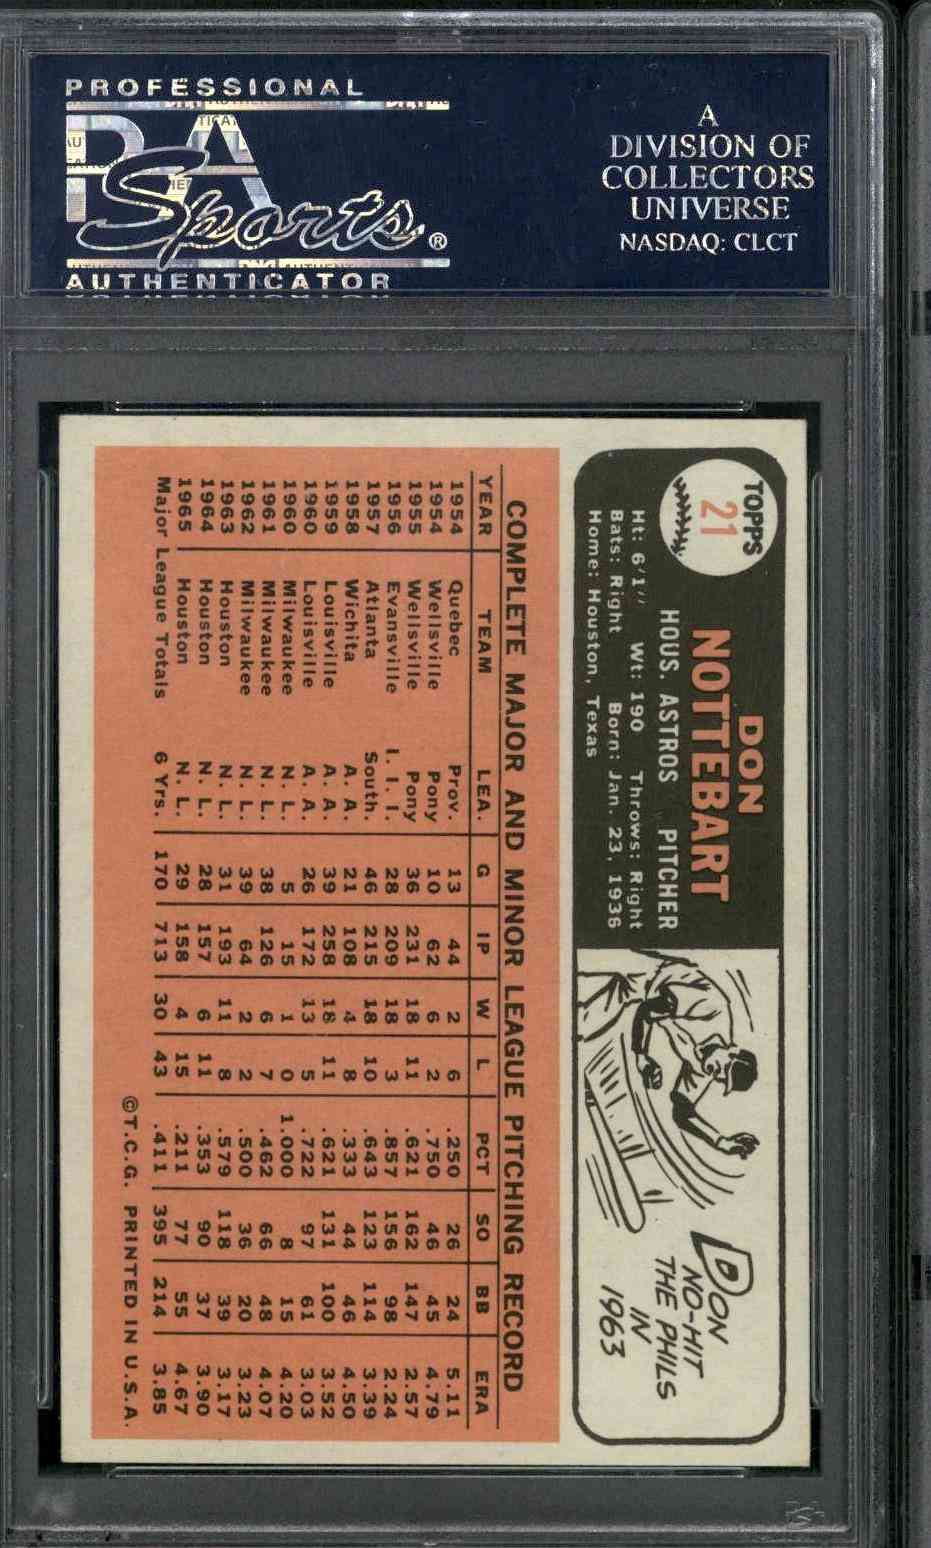 PROFESSIONAL
PSA
Sports®
AUTHENTICATOR
A
DIVISION OF
COLLECTORS
UNIVERSE
NASDAQ: CLCT
TOPPS
21
DON
NOTTEBART
HOUS. ASTROS PITCHER
Ht: 6'1" Wt: 190 Throws: Right
Bats: Right Born: Jan. 23, 1936
Home: Houston, Texas
DON
NO-HIT
THE PHILS
IN
1963
COMPLETE MAJOR AND MINOR LEAGUE PITCHING RECORD
YEAR TEAM LEA. G IP W L PCT SO BB ERA
1954 Quebec Prov. 13 44 2 6 .250 26 24 5.11
1954 Wellsville Pony 10 62 6 2 .750 46 45 4.79
1955 Wellsville Pony 36 231 18 11 .621 162 147 2.57
1956 Evansville I. I. I. 28 209 18 3 .857 156 98 2.24
1957 Atlanta South. 46 215 18 10 .643 123 114 3.39
1958 Wichita A. A. 21 108 4 8 .333 44 46 4.50
1959 Louisville A. A. 39 258 18 11 .621 131 100 3.52
1960 Louisville A. A. 26 172 13 5 .722 97 61 3.03
1960 Milwaukee N. L. 5 15 1 0 1.000 8 15 4.20
1961 Milwaukee N. L. 38 126 6 7 .462 66 48 4.07
1962 Milwaukee N. L. 39 64 2 2 .500 36 20 3.23
1963 Houston N. L. 31 193 11 8 .579 118 39 3.17
1964 Houston N. L. 28 157 6 11 .353 90 37 3.90
1965 Houston N. L. 29 158 4 15 .211 77 55 4.67
Major League Totals 6 Yrs. 170 713 30 43 .411 395 214 3.85
©T.C.G. PRINTED IN U.S.A.